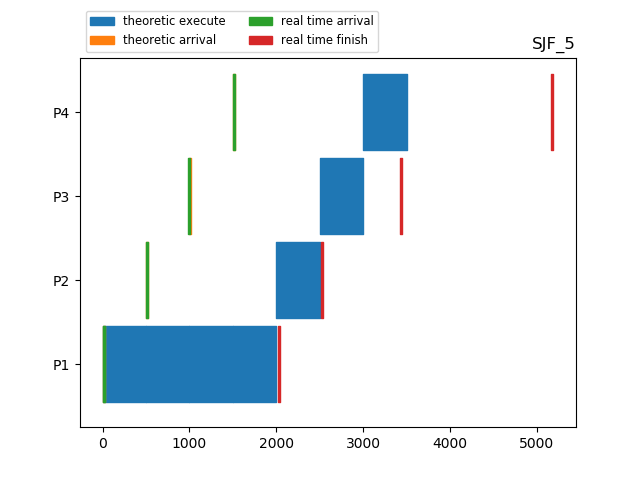 theoretic execute
theoretic arrival
real time arrival
real time finish
SJF_5
P4
P3
P2
P1
0 1000 2000 3000 4000 5000